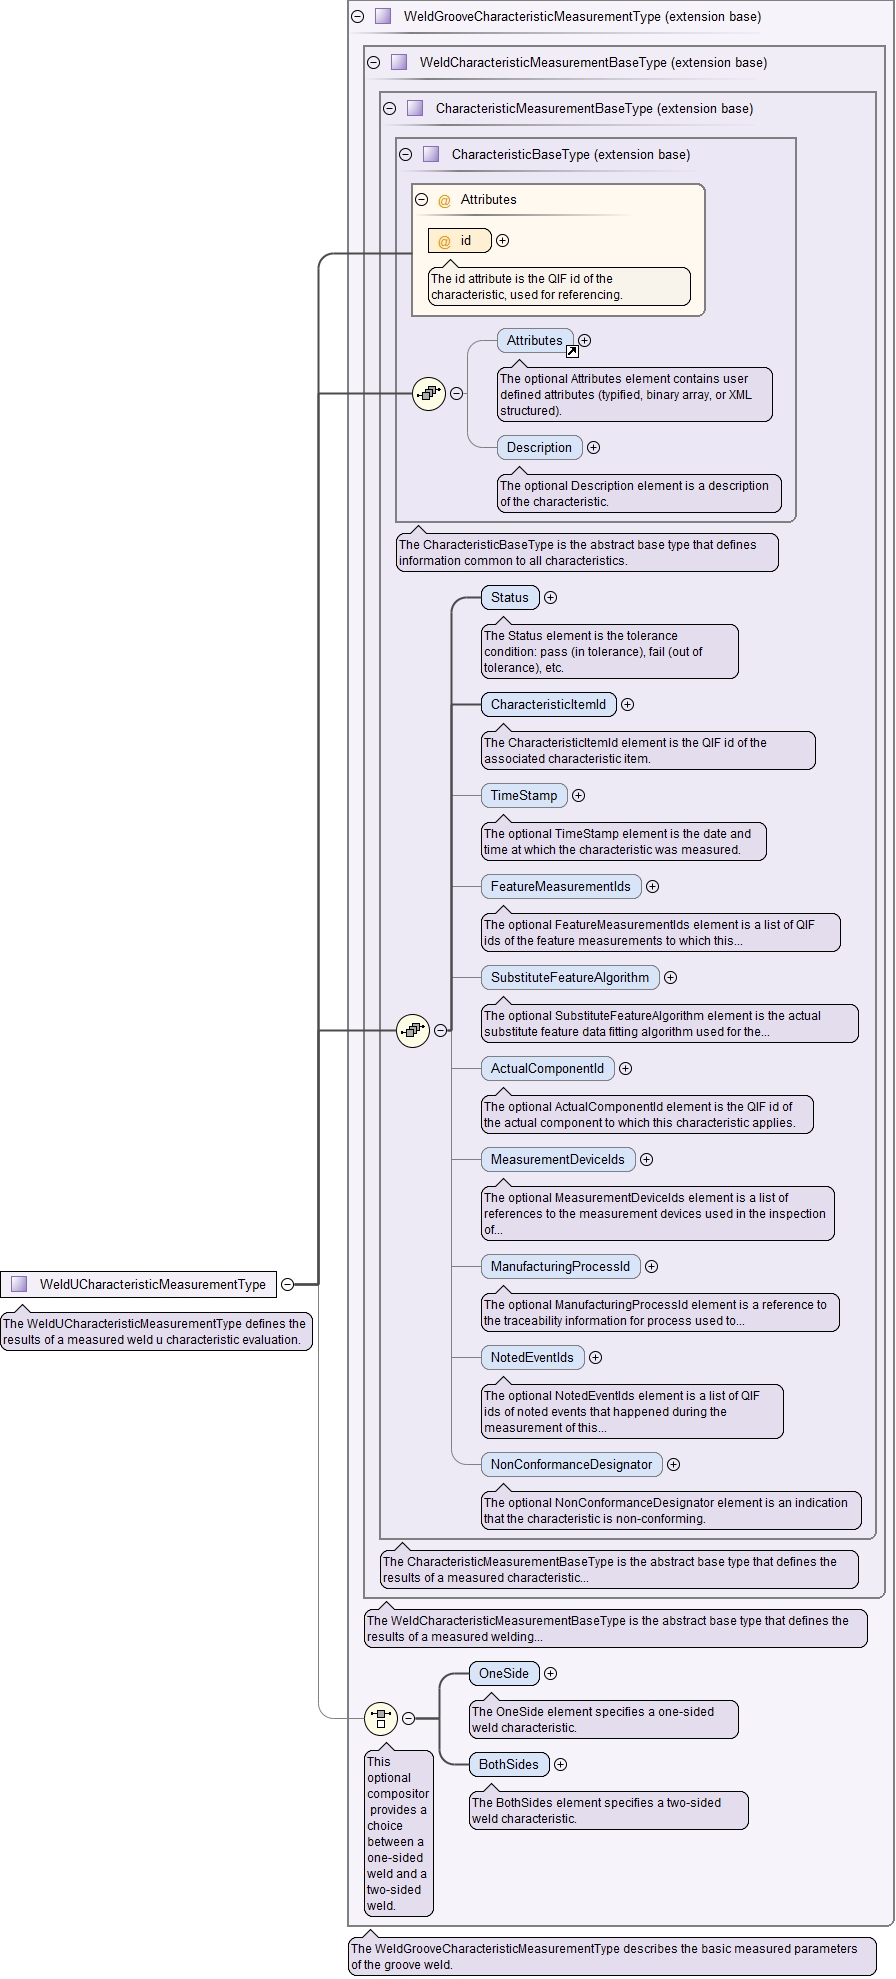 WeldGrooveCharacteristicMeasurementType (extension base)
WeldCharacteristicMeasurementBaseType (extension base)
CharacteristicMeasurementBaseType (extension base)
CharacteristicBaseType (extension base)
@ Attributes
@ id
The id attribute is the QIF id of the
characteristic, used for referencing.
Attributes
The optional Attributes element contains user
defined attributes (typified, binary array, or XML
structured).
Description
The optional Description element is a description
of the characteristic.
The CharacteristicBaseType is the abstract base type that defines
information common to all characteristics.
Status
The Status element is the tolerance
condition: pass (in tolerance), fail (out of
tolerance), etc.
CharacteristicItemId
The CharacteristicItemId element is the QIF id of the
associated characteristic item.
TimeStamp
The optional TimeStamp element is the date and
time at which the characteristic was measured.
FeatureMeasurementIds
The optional FeatureMeasurementIds element is a list of QIF
ids of the feature measurements to which this...
SubstituteFeatureAlgorithm
The optional SubstituteFeatureAlgorithm element is the actual
substitute feature data fitting algorithm used for the...
ActualComponentId
The optional ActualComponentId element is the QIF id of
the actual component to which this characteristic applies.
MeasurementDeviceIds
The optional MeasurementDeviceIds element is a list of
references to the measurement devices used in the inspection
of...
ManufacturingProcessId
The optional ManufacturingProcessId element is a reference to
the traceability information for process used to...
NotedEventIds
The optional NotedEventIds element is a list of QIF
ids of noted events that happened during the
measurement of this...
NonConformanceDesignator
The optional NonConformanceDesignator element is an indication
that the characteristic is non-conforming.
The CharacteristicMeasurementBaseType is the abstract base type that defines the
results of a measured characteristic...
The WeldCharacteristicMeasurementBaseType is the abstract base type that defines the
results of a measured welding...
WeldUCharacteristicMeasurementType
The WeldUCharacteristicMeasurementType defines the
results of a measured weld u characteristic evaluation.
OneSide
The OneSide element specifies a one-sided
weld characteristic.
BothSides
The BothSides element specifies a two-sided
weld characteristic.
This
optional
compositor
provides a
choice
between a
one-sided
weld and a
two-sided
weld.
The WeldGrooveCharacteristicMeasurementType describes the basic measured parameters
of the groove weld.